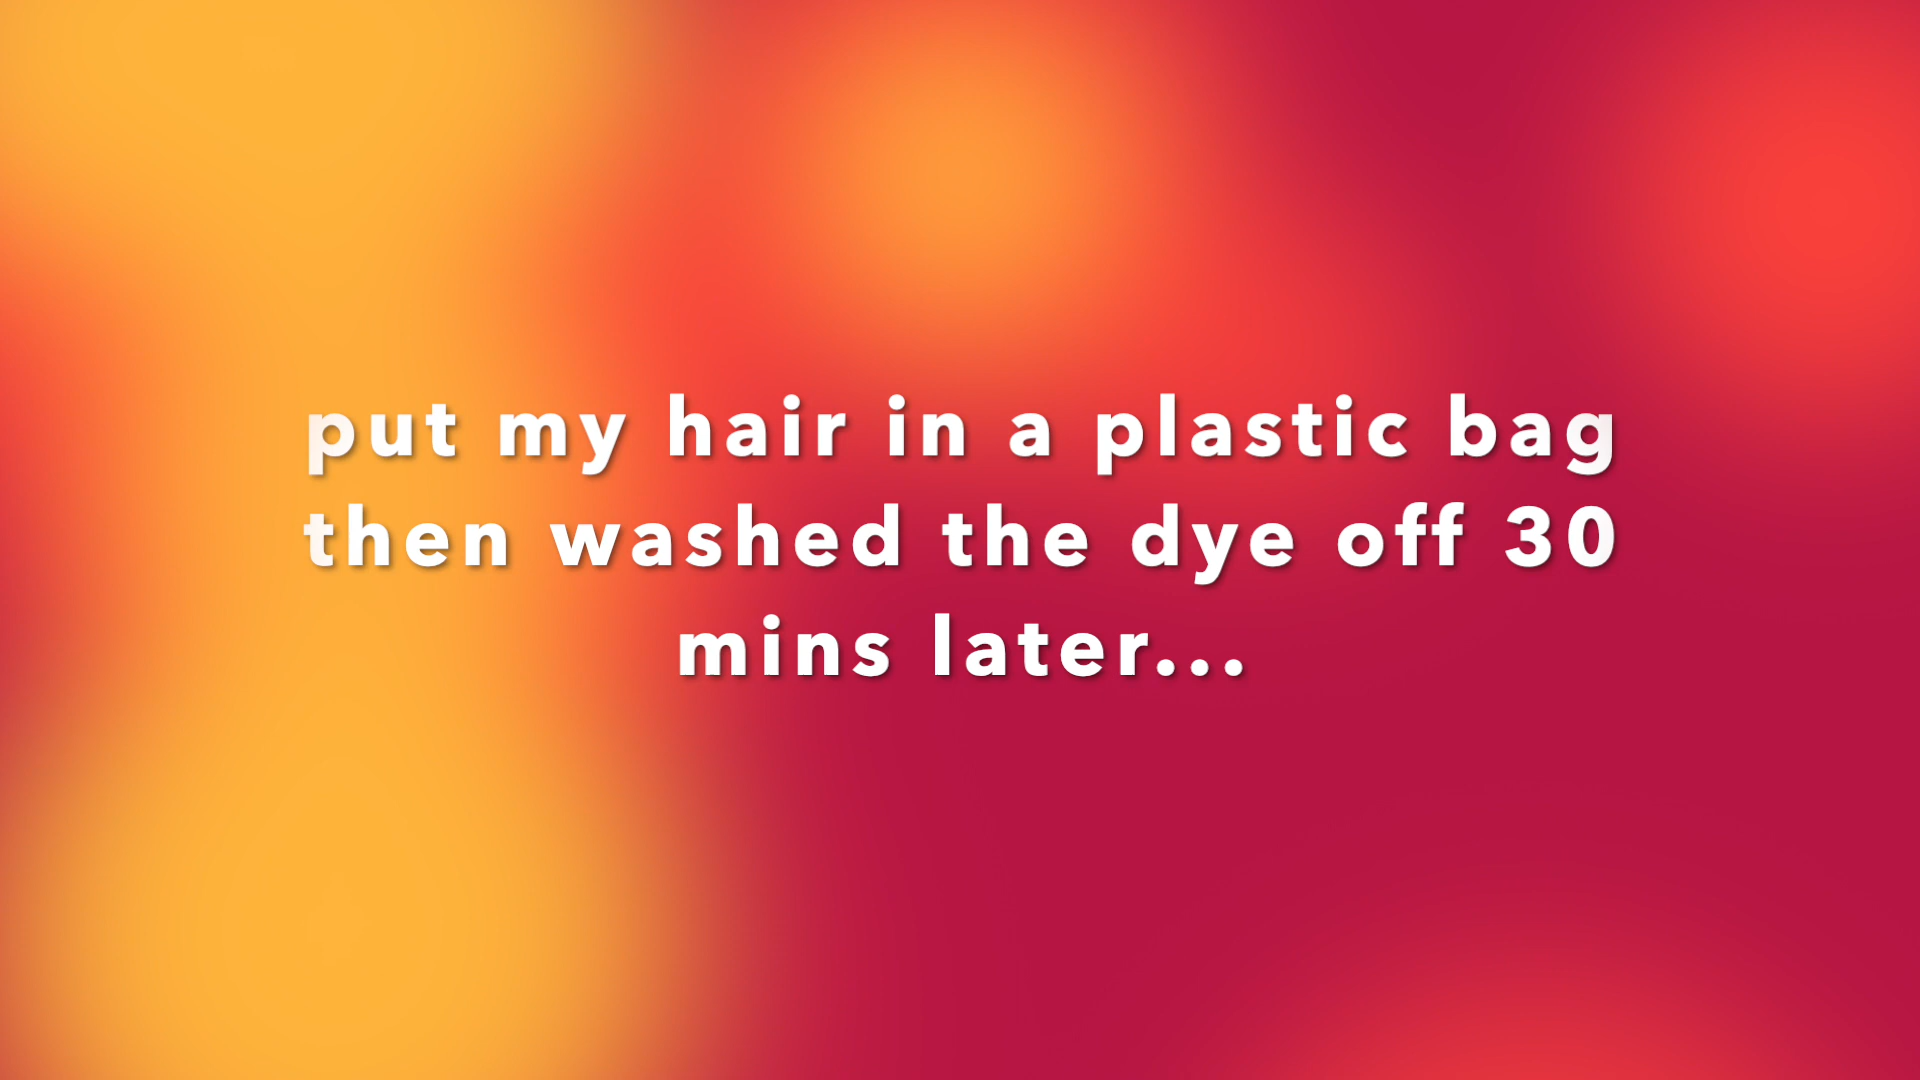 put my hair in a plastic bag
then washed the dye off 30
mins later...